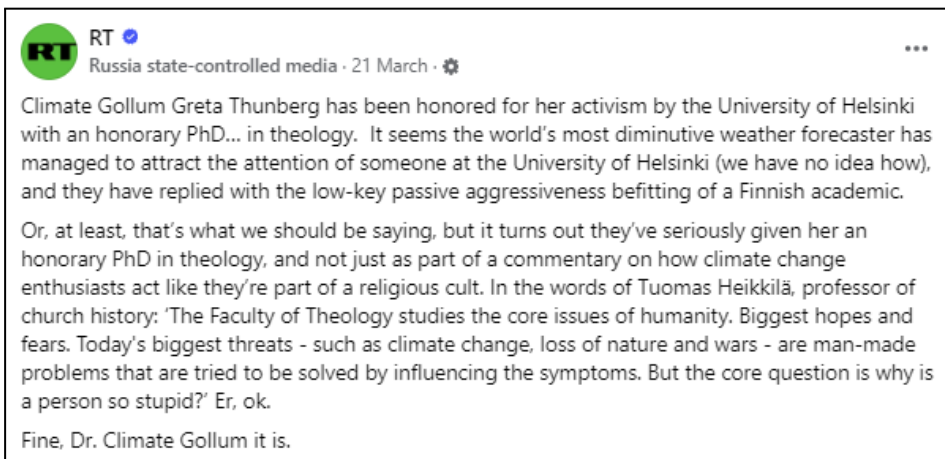 RT
RT
Russia state-controlled media · 21 March ·
Climate Gollum Greta Thunberg has been honored for her activism by the University of Helsinki
with an honorary PhD... in theology.  It seems the world's most diminutive weather forecaster has
managed to attract the attention of someone at the University of Helsinki (we have no idea how),
and they have replied with the low-key passive aggressiveness befitting of a Finnish academic.
Or, at least, that's what we should be saying, but it turns out they've seriously given her an
honorary PhD in theology, and not just as part of a commentary on how climate change
enthusiasts act like they're part of a religious cult. In the words of Tuomas Heikkilä, professor of
church history: 'The Faculty of Theology studies the core issues of humanity. Biggest hopes and
fears. Today's biggest threats - such as climate change, loss of nature and wars - are man-made
problems that are tried to be solved by influencing the symptoms. But the core question is why is
a person so stupid?' Er, ok.
Fine, Dr. Climate Gollum it is.